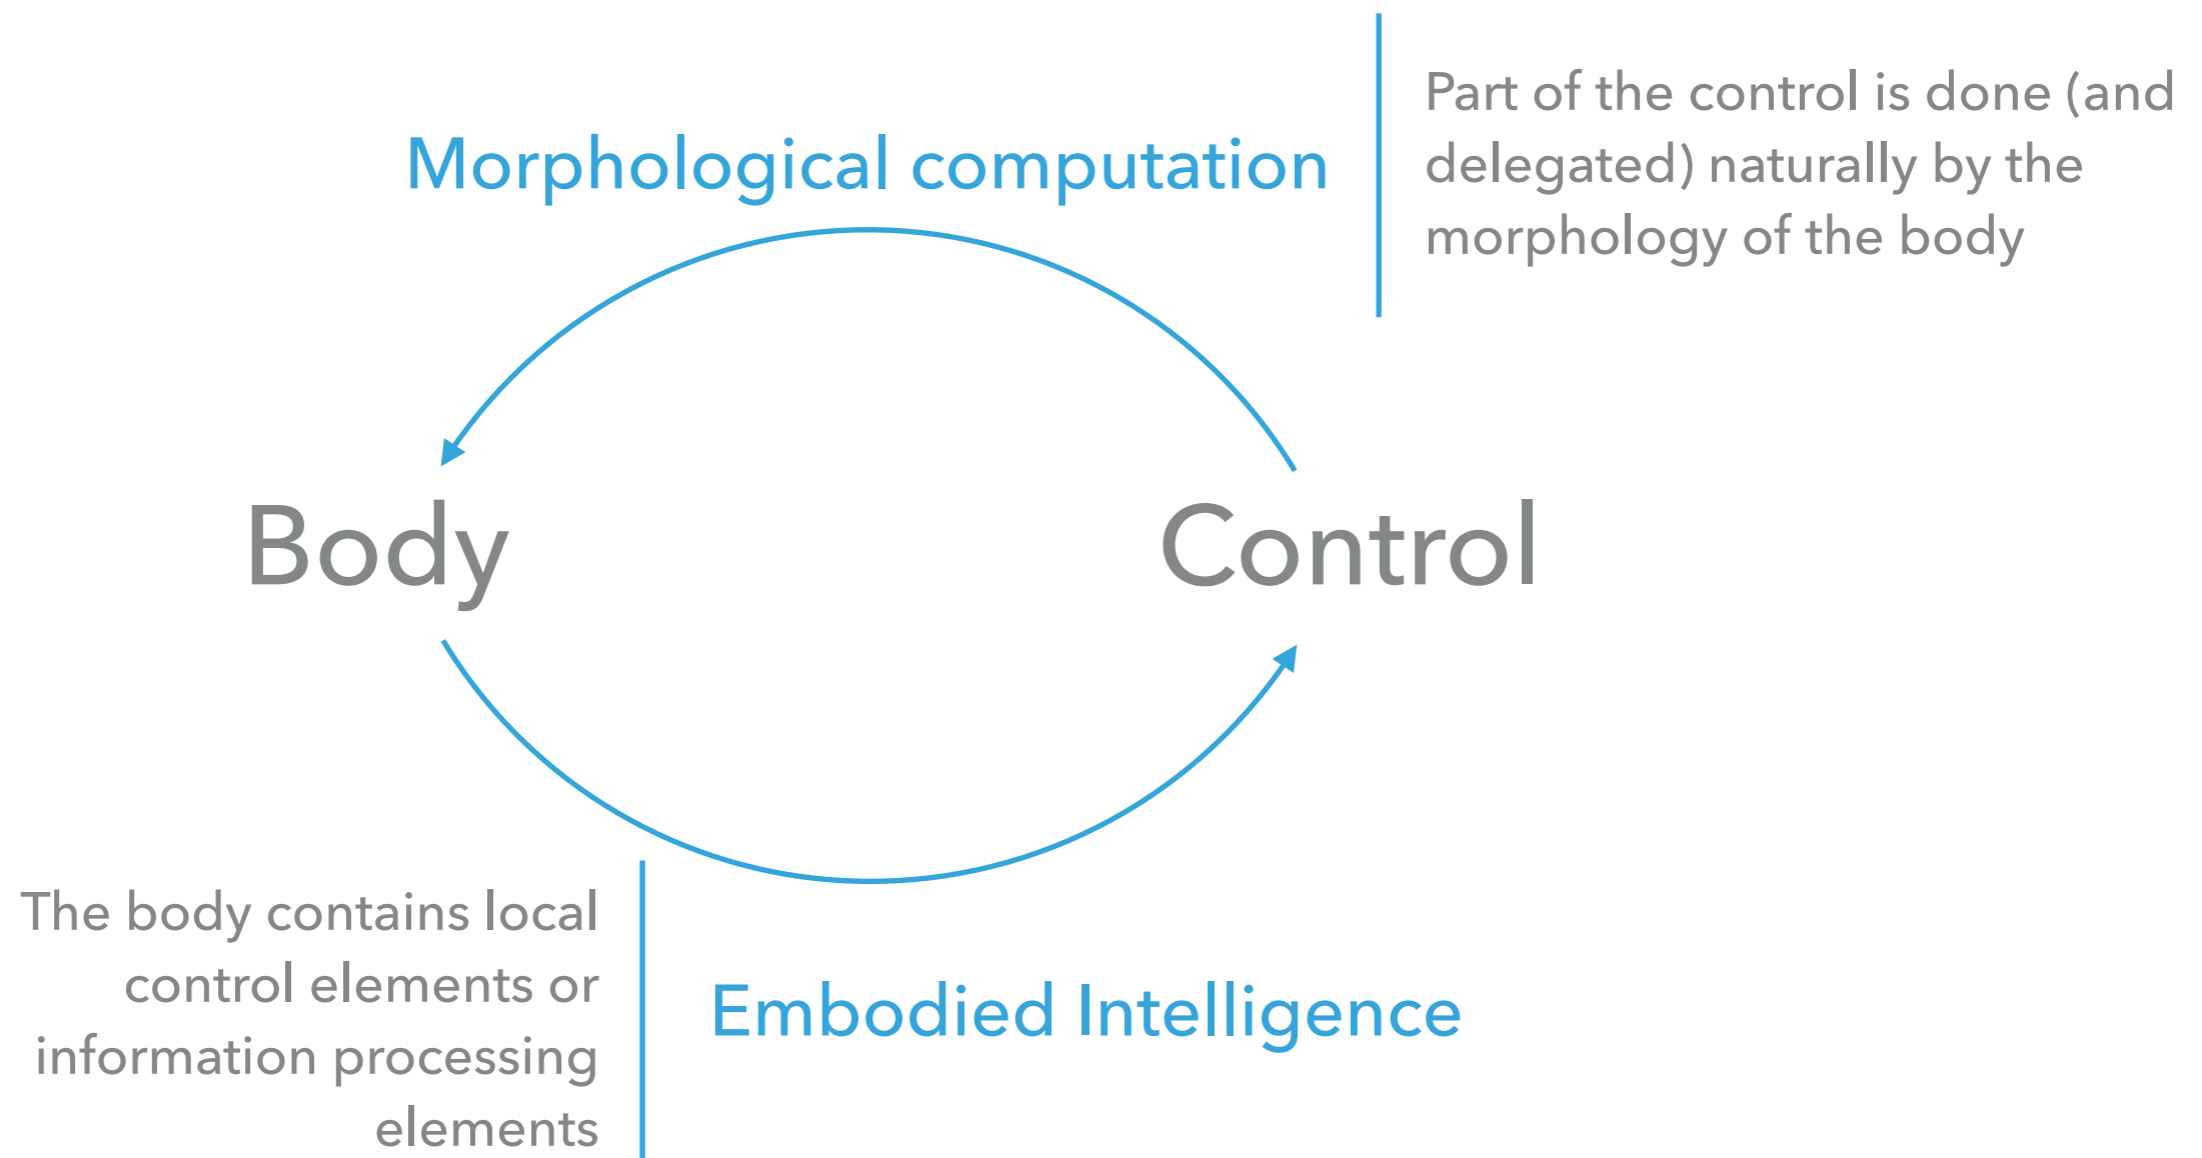 Morphological computation
Part of the control is done (and
delegated) naturally by the
morphology of the body
Body
Control
The body contains local
control elements or
information processing
elements
Embodied Intelligence